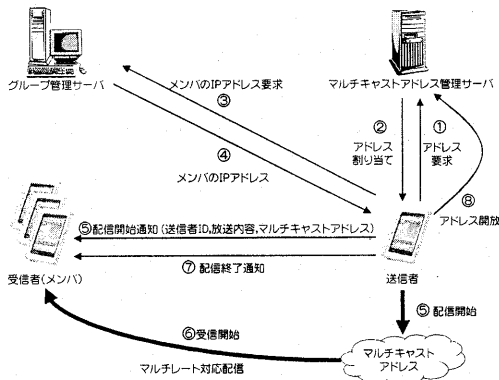 グループ管理サーバ
マルチキャストアドレス管理サーバ
メンバのIPアドレス要求
③
④
メンバのIPアドレス
②
アドレス
割り当て
①
アドレス
要求
⑧
アドレス開放
⑤配信開始通知(送信者ID,放送内容,マルチキャストアドレス)
⑦ 配信終了通知
受信者(メンバ)
送信者
⑤ 配信開始
⑥受信開始
マルチキャスト
アドレス
マルチレート対応配信